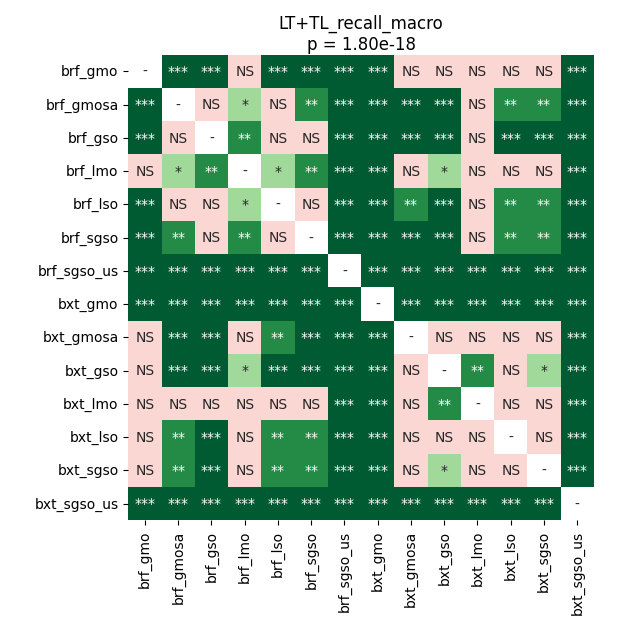 LT+TL_recall_macro
p = 1.80e-18
brf_gmo - *** *** NS *** *** *** *** NS NS NS NS NS ***
brf_gmosa *** - NS * NS ** *** *** *** *** NS ** ** ***
brf_gso *** NS - ** NS NS *** *** *** *** NS *** *** ***
brf_lmo NS * ** - * ** *** *** NS * NS NS NS ***
brf_lso *** NS NS * - NS *** *** ** *** NS ** ** ***
brf_sgso *** ** NS ** NS - *** *** *** *** NS ** ** ***
brf_sgso_us *** *** *** *** *** *** - *** *** *** *** *** *** ***
bxt_gmo *** *** *** *** *** *** *** - *** *** *** *** *** ***
bxt_gmosa NS *** *** NS ** *** *** *** - NS NS NS NS ***
bxt_gso NS *** *** * *** *** *** *** NS - ** NS * ***
bxt_lmo NS NS NS NS NS NS *** *** NS ** - NS NS ***
bxt_lso NS ** *** NS ** ** *** *** NS NS NS - NS ***
bxt_sgso NS ** *** NS ** ** *** *** NS * NS NS - ***
bxt_sgso_us *** *** *** *** *** *** *** *** *** *** *** *** *** -
brf_gmo
brf_gmosa
brf_gso
brf_lmo
brf_lso
brf_sgso
brf_sgso_us
bxt_gmo
bxt_gmosa
bxt_gso
bxt_lmo
bxt_lso
bxt_sgso
bxt_sgso_us